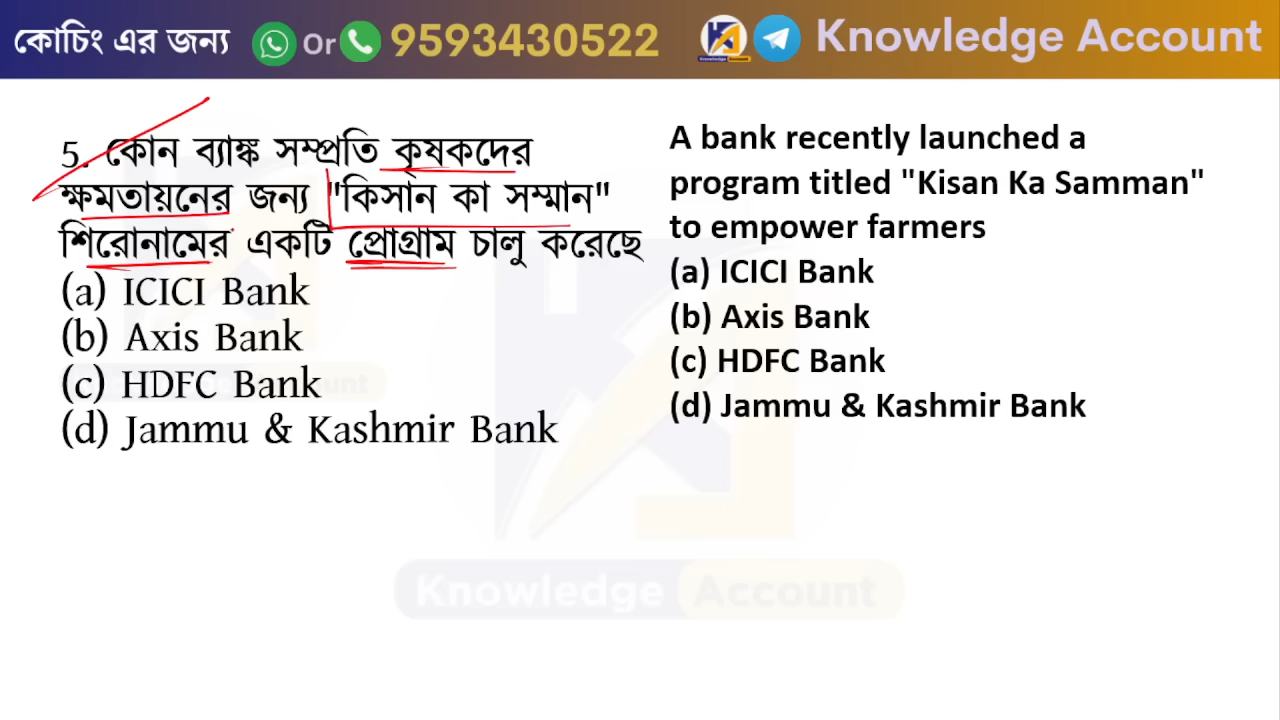 কোচিং এর জন্য Or 9593430522 Knowledge Account
5. কোন ব্যাঙ্ক সম্প্রতি কৃষকদের
ক্ষমতায়নের জন্য "কিসান কা সম্মান"
শিরোনামের একটি প্রোগ্রাম চালু করেছে
(a) ICICI Bank
(b) Axis Bank
(c) HDFC Bank
(d) Jammu & Kashmir Bank
A bank recently launched a
program titled "Kisan Ka Samman"
to empower farmers
(a) ICICI Bank
(b) Axis Bank
(c) HDFC Bank
(d) Jammu & Kashmir Bank
Knowledge Account